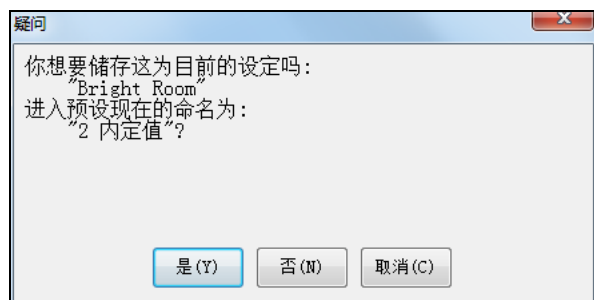 疑问
你想要储存这为目前的设定吗:
"Bright Room"
进入预设现在的命名为:
"2 内定值"?
是(Y) 否(N) 取消(C)